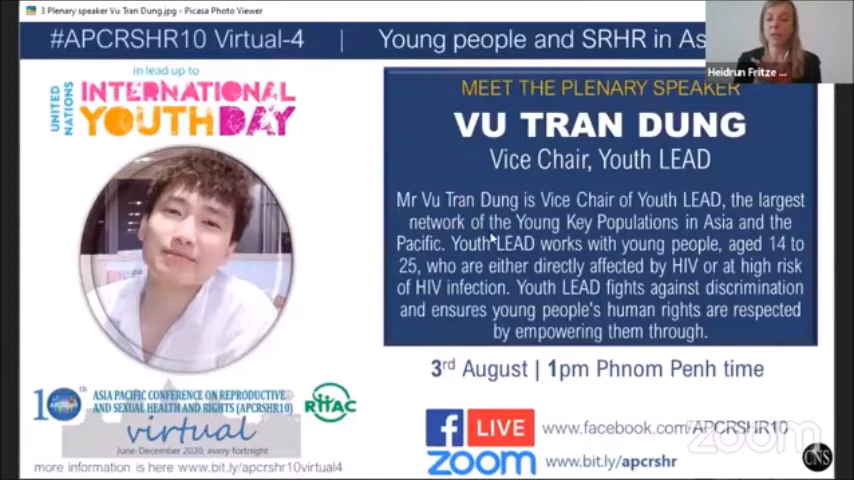 3 Plenary speaker Vu Tran Dung.jpg - Picasa Photo Viewer
#APCRSHR10 Virtual-4 | Young people and SRHR in As
Heidrun Fritze ...
in lead up to
UNITED NATIONS
INTERNATIONAL
YOUTH DAY
MEET THE PLENARY SPEAKER
VU TRAN DUNG
Vice Chair, Youth LEAD
Mr Vu Tran Dung is Vice Chair of Youth LEAD, the largest
network of the Young Key Populations in Asia and the
Pacific. Youth LEAD works with young people, aged 14 to
25, who are either directly affected by HIV or at high risk
of HIV infection. Youth LEAD fights against discrimination
and ensures young people's human rights are respected
by empowering them through.
3rd August | 1pm Phnom Penh time
10th ASIA PACIFIC CONFERENCE ON REPRODUCTIVE
AND SEXUAL HEALTH AND RIGHTS (APCRSHR10)
virtual
June-December 2020, every fortnight
RHAC
more information is here www.bit.ly/apcrshr10virtual4
f LIVE www.facebook.com/APCRSHR10
zoom www.bit.ly/apcrshr
zoom
CNS